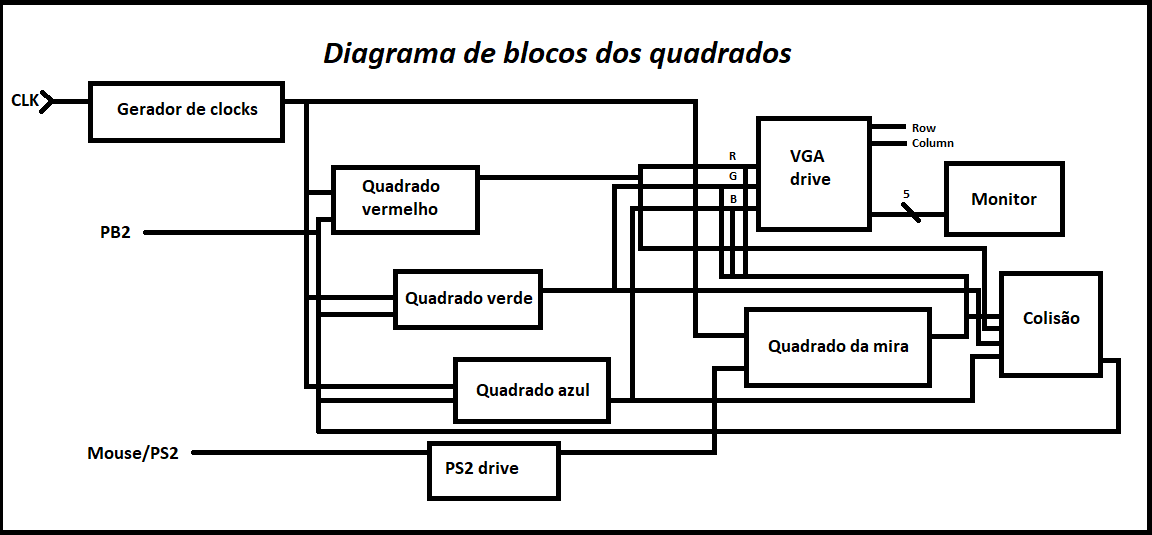 Diagrama de blocos dos quadrados
CLK
Gerador de clocks
Row
Column
R
G
B
VGA
drive
Quadrado
vermelho
5
Monitor
PB2
Quadrado verde
Colisão
Quadrado da mira
Quadrado azul
Mouse/PS2
PS2 drive